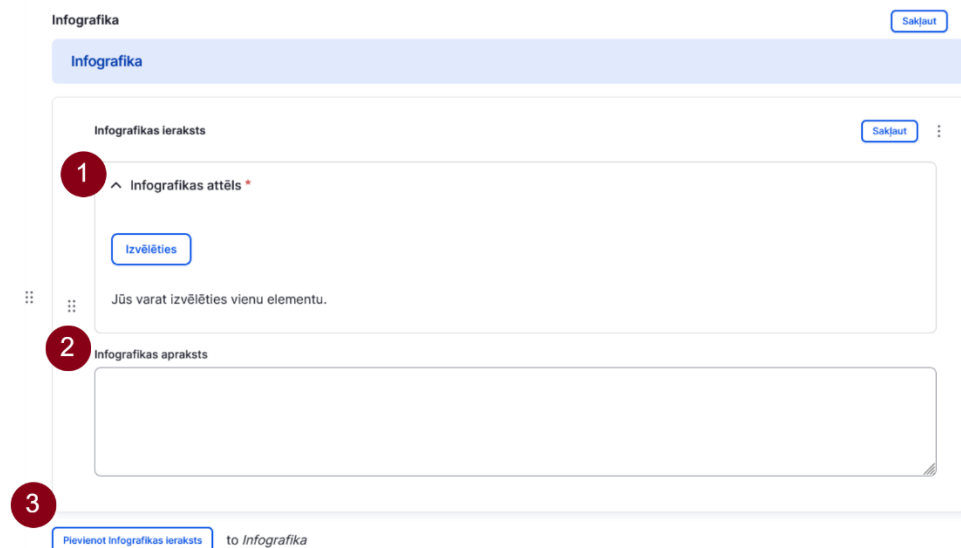 Infografika
Sakļaut
Infografika
Infografikas ieraksts
Sakļaut
1
Infografikas attēls *
Izvēlēties
Jūs varat izvēlēties vienu elementu.
2
Infografikas apraksts
3
Pievienot Infografikas ieraksts to Infografika